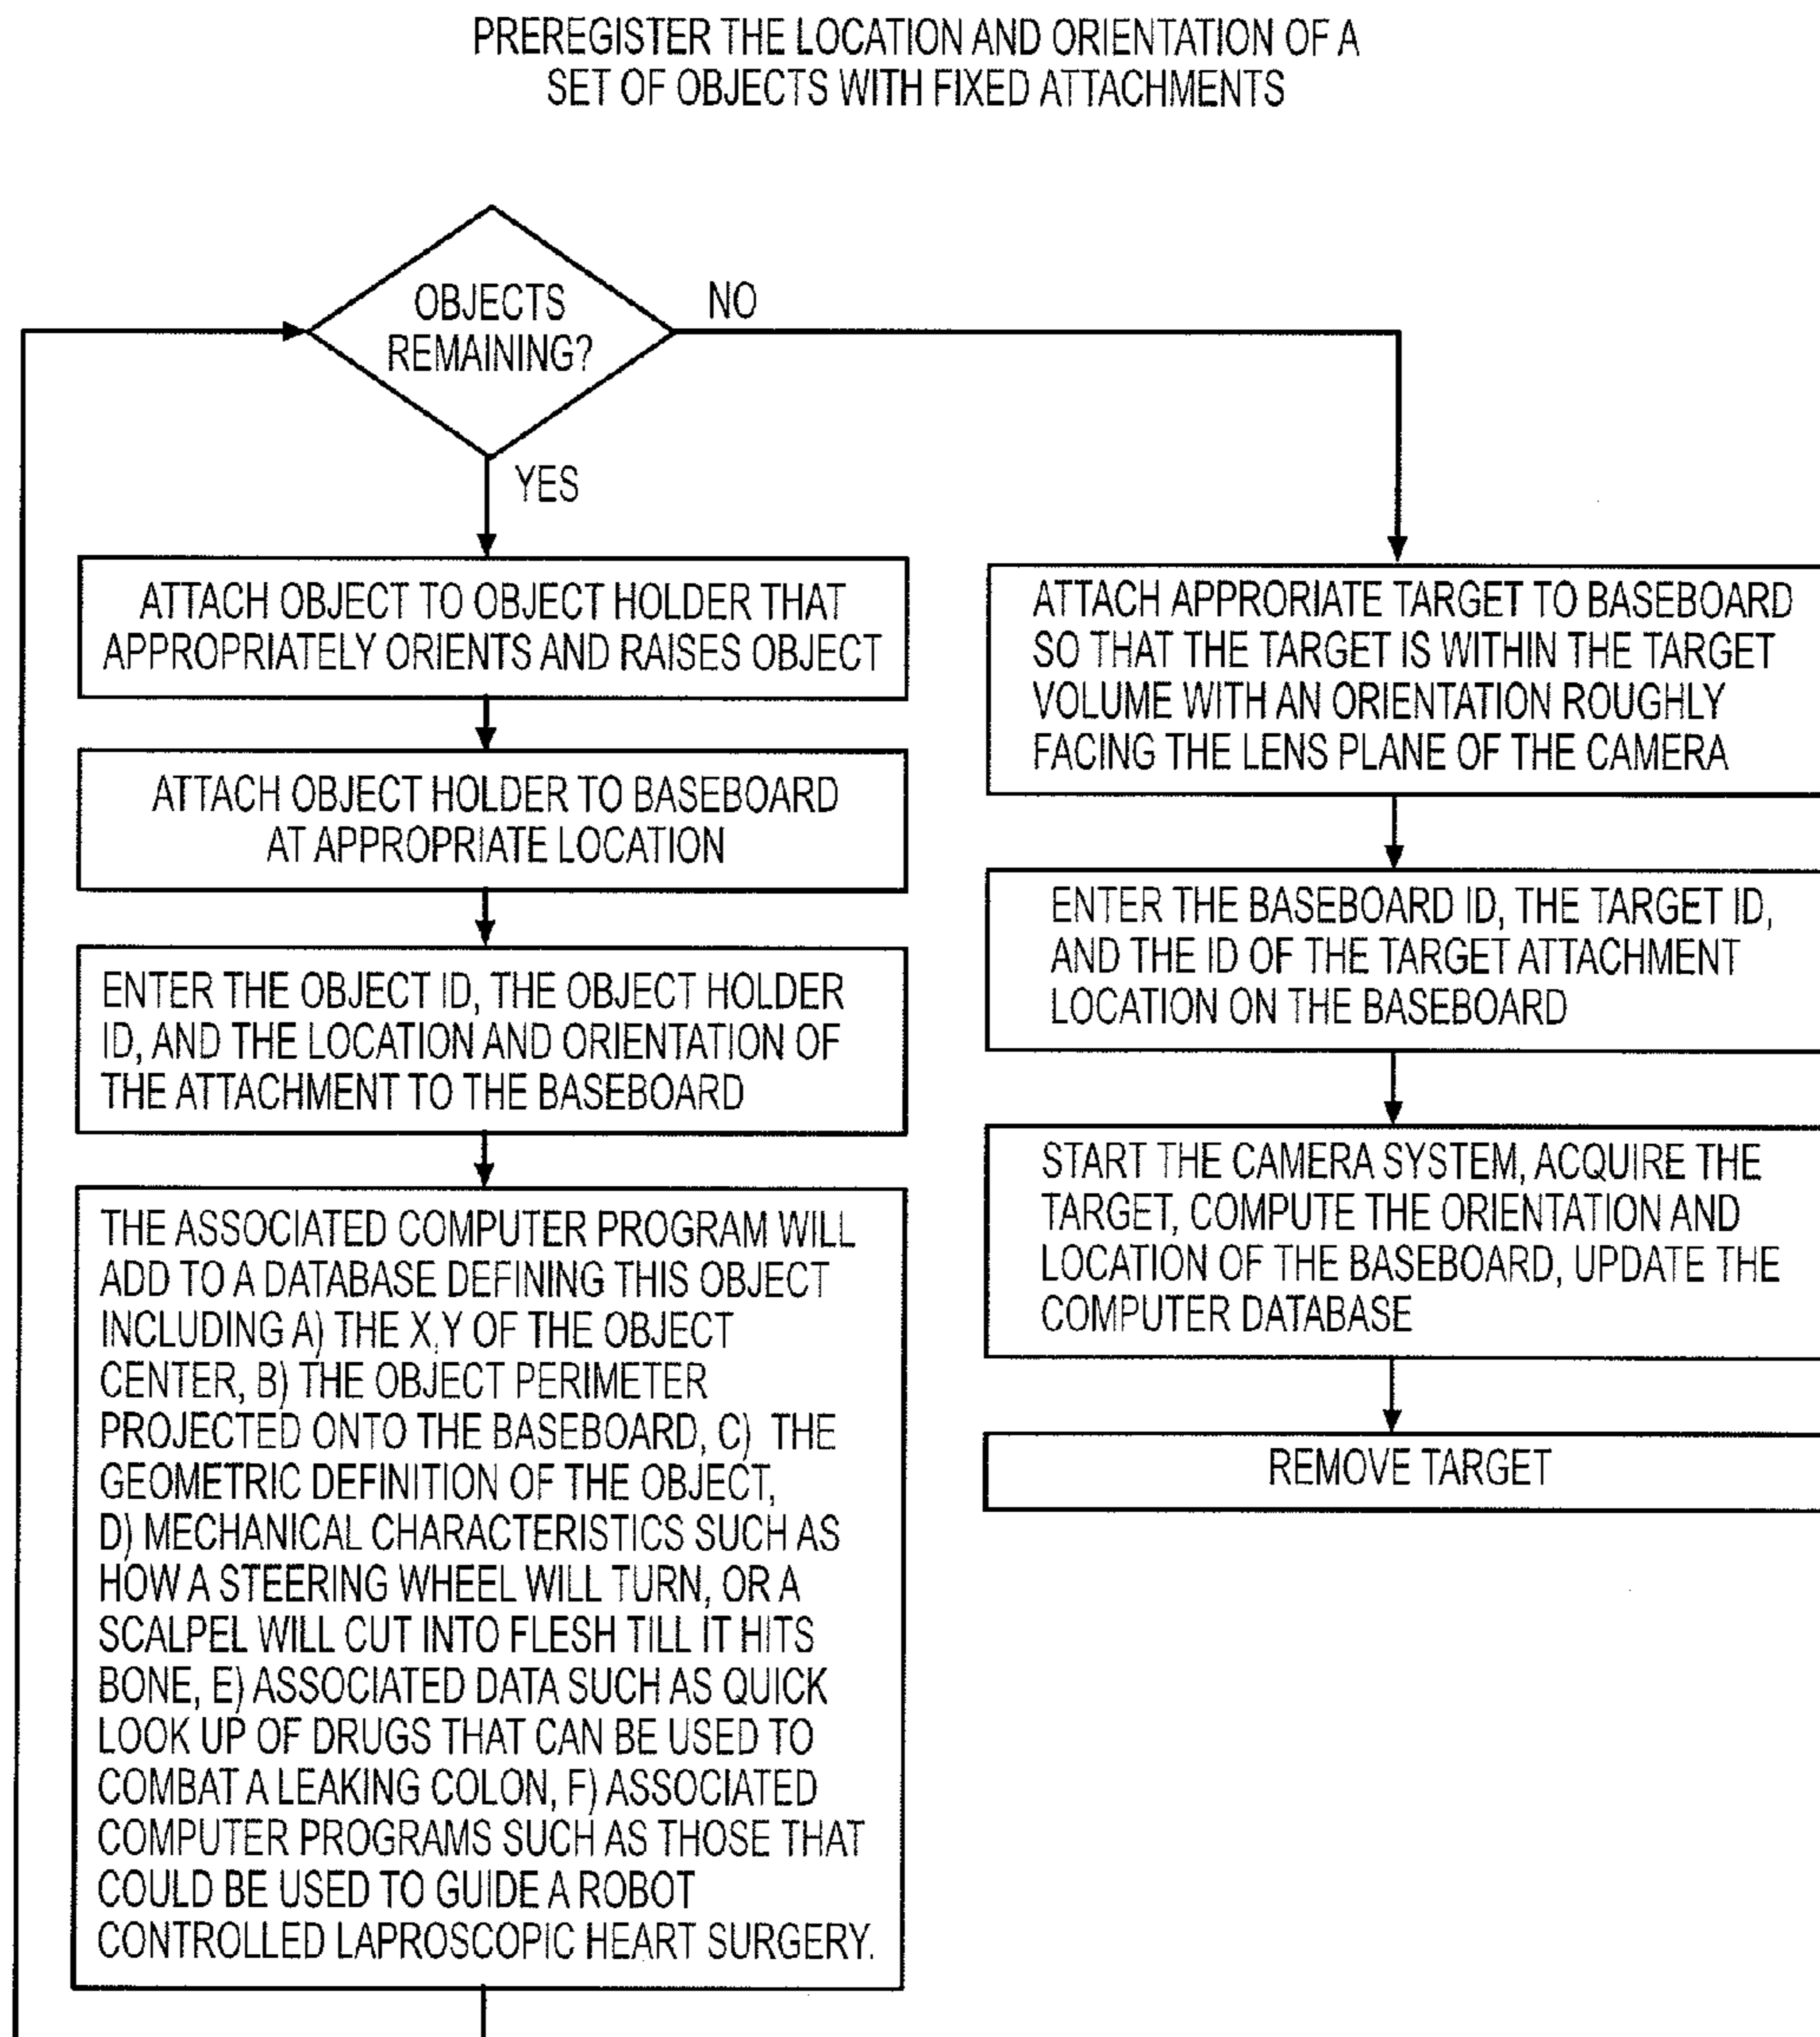 PREREGISTER THE LOCATION AND ORIENTATION OF A
SET OF OBJECTS WITH FIXED ATTACHMENTS
OBJECTS
REMAINING?
NO
YES
ATTACH OBJECT TO OBJECT HOLDER THAT
APPROPRIATELY ORIENTS AND RAISES OBJECT
ATTACH OBJECT HOLDER TO BASEBOARD
AT APPROPRIATE LOCATION
ENTER THE OBJECT ID, THE OBJECT HOLDER
ID, AND THE LOCATION AND ORIENTATION OF
THE ATTACHMENT TO THE BASEBOARD
THE ASSOCIATED COMPUTER PROGRAM WILL
ADD TO A DATABASE DEFINING THIS OBJECT
INCLUDING A) THE X,Y OF THE OBJECT
CENTER, B) THE OBJECT PERIMETER
PROJECTED ONTO THE BASEBOARD, C) THE
GEOMETRIC DEFINITION OF THE OBJECT,
D) MECHANICAL CHARACTERISTICS SUCH AS
HOW A STEERING WHEEL WILL TURN, OR A
SCALPEL WILL CUT INTO FLESH TILL IT HITS
BONE, E) ASSOCIATED DATA SUCH AS QUICK
LOOK UP OF DRUGS THAT CAN BE USED TO
COMBAT A LEAKING COLON, F) ASSOCIATED
COMPUTER PROGRAMS SUCH AS THOSE THAT
COULD BE USED TO GUIDE A ROBOT
CONTROLLED LAPROSCOPIC HEART SURGERY.
ATTACH APPRORIATE TARGET TO BASEBOARD
SO THAT THE TARGET IS WITHIN THE TARGET
VOLUME WITH AN ORIENTATION ROUGHLY
FACING THE LENS PLANE OF THE CAMERA
ENTER THE BASEBOARD ID, THE TARGET ID,
AND THE ID OF THE TARGET ATTACHMENT
LOCATION ON THE BASEBOARD
START THE CAMERA SYSTEM, ACQUIRE THE
TARGET, COMPUTE THE ORIENTATION AND
LOCATION OF THE BASEBOARD, UPDATE THE
COMPUTER DATABASE
REMOVE TARGET